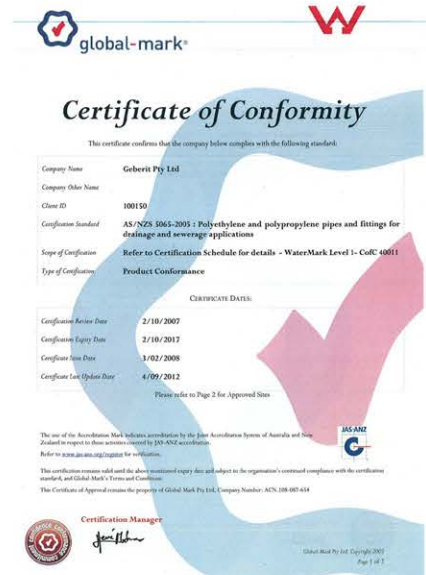 global-mark®
Certificate of Conformity
This certificate confirms that the company below complies with the following standard:
Company Name Geberit Pty Ltd
Company Other Name
Client ID 100150
Certification Standard AS/NZS 5065-2005 : Polyethylene and polypropylene pipes and fittings for
drainage and sewerage applications
Scope of Certification Refer to Certification Schedule for details - WaterMark Level 1- CofC 40011
Type of Certification Product Conformance
CERTIFICATE DATES:
Certification Review Date 2/10/2007
Certification Expiry Date 2/10/2017
Certificate Issue Date 3/02/2008
Certificate Last Update Date 4/09/2012
Please refer to Page 2 for Approved Sites
The use of the Accreditation Mark indicates accreditation by the Joint Accreditation System of Australia and New
Zealand in respect to those activities covered by JAS-ANZ accreditation.
Refer to www.jas-anz.org/register for verification.
JAS-ANZ
This certification remains valid until the above mentioned expiry date and subject to the organisation's continued compliance with the certification
standard, and Global-Mark's Terms and Conditions
This Certificate of Approval remains the property of Global-Mark Pty Ltd, Company Number: ACN-108-087-654
Certification Manager
Global-Mark Pty Ltd. Copyright 2005
Page 1 of 2